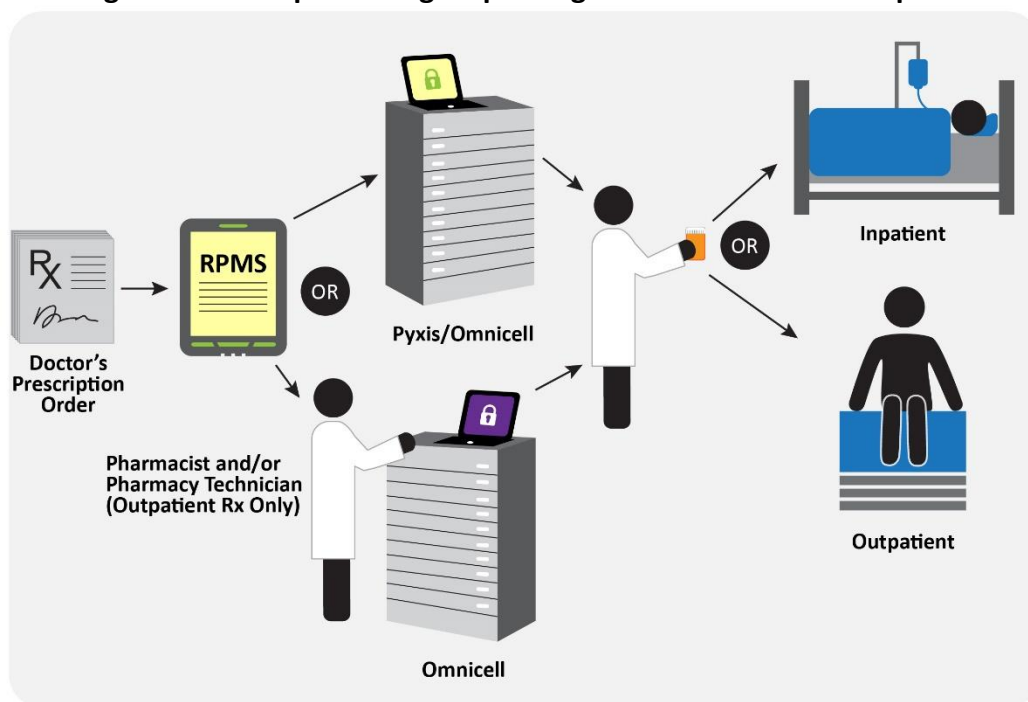 Rx
Doctor's
Prescription
Order
RPMS
OR
Pyxis/Omnicell
Pharmacist and/or
Pharmacy Technician
(Outpatient Rx Only)
Omnicell
OR
Inpatient
Outpatient